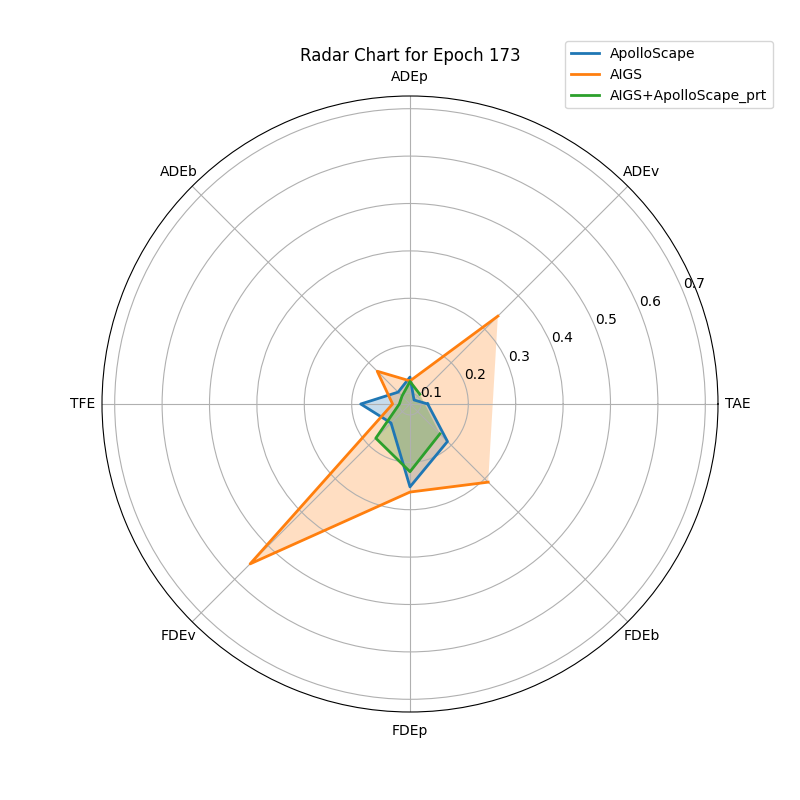 Radar Chart for Epoch 173
ApolloScape
AIGS
AIGS+ApolloScape_prt
ADEp
ADEb
ADEv
0.7
0.6
0.5
0.4
0.3
0.2
0.1
TFE
TAE
FDEv
FDEb
FDEp